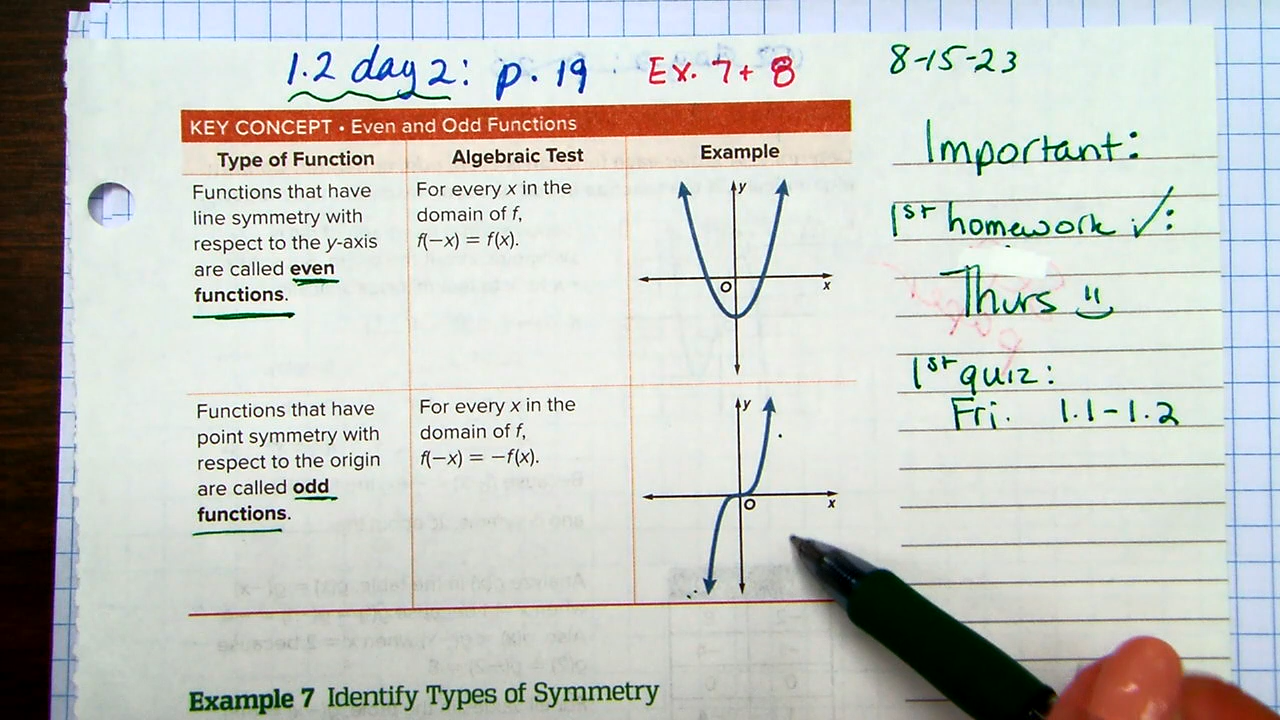 1.2 day 2: p. 19 Ex. 7 + 8
8-15-23
KEY CONCEPT • Even and Odd Functions
Type of Function
Algebraic Test
Example
Functions that have
line symmetry with
respect to the y-axis
are called even
functions.
For every x in the
domain of f,
f(−x) = f(x).
y
O
x
Functions that have
point symmetry with
respect to the origin
are called odd
functions.
For every x in the
domain of f,
f(−x) = −f(x).
y
O
x
Example 7 Identify Types of Symmetry
Important:
1st homework ✓:
Thurs
1st quiz:
Fri. 1.1-1.2